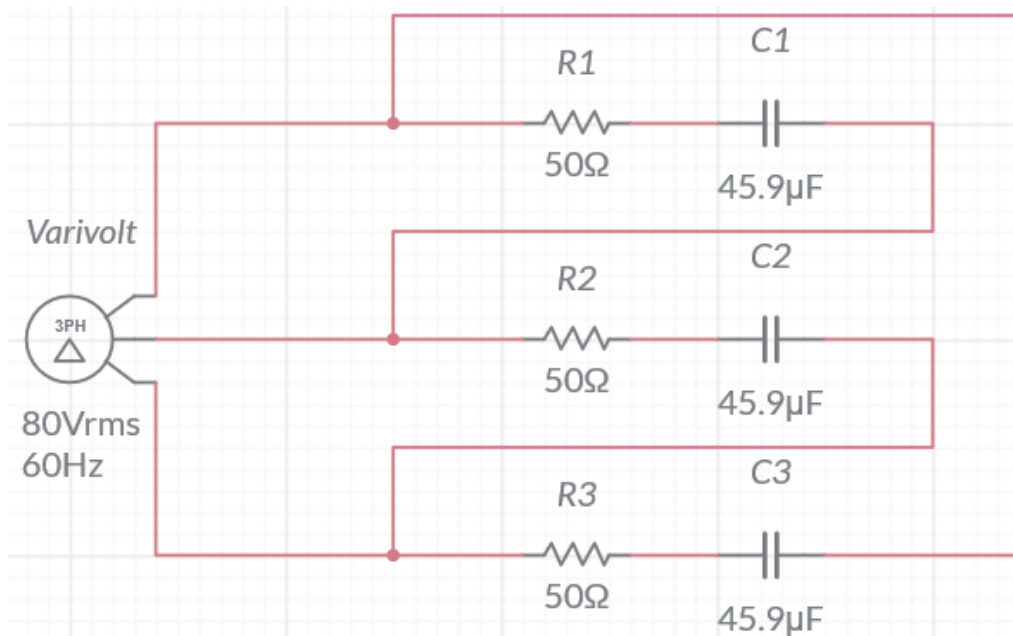 C1
R1
50Ω
45.9µF
Varivolt
3PH
80Vrms
60Hz
C2
R2
50Ω
45.9µF
C3
R3
50Ω
45.9µF